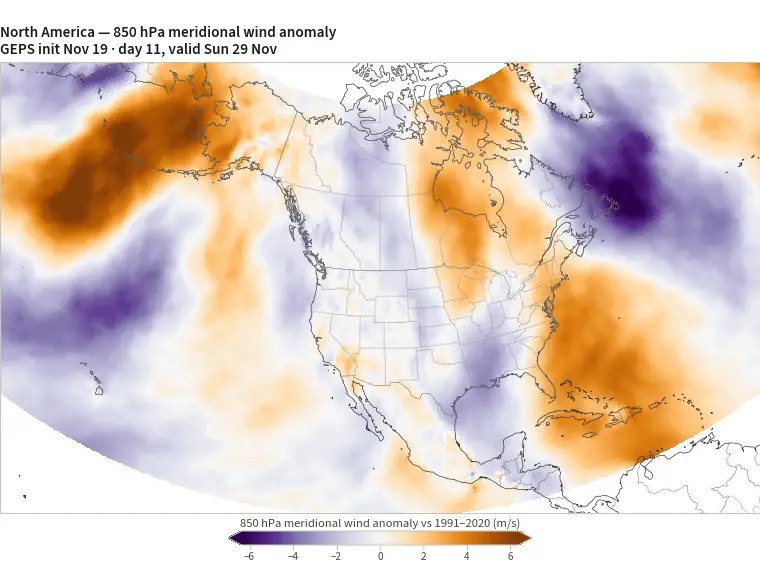 North America — 850 hPa meridional wind anomaly
GEPS init Nov 19 · day 11, valid Sun 29 Nov
850 hPa meridional wind anomaly vs 1991–2020 (m/s)
−6 −4 −2 0 2 4 6